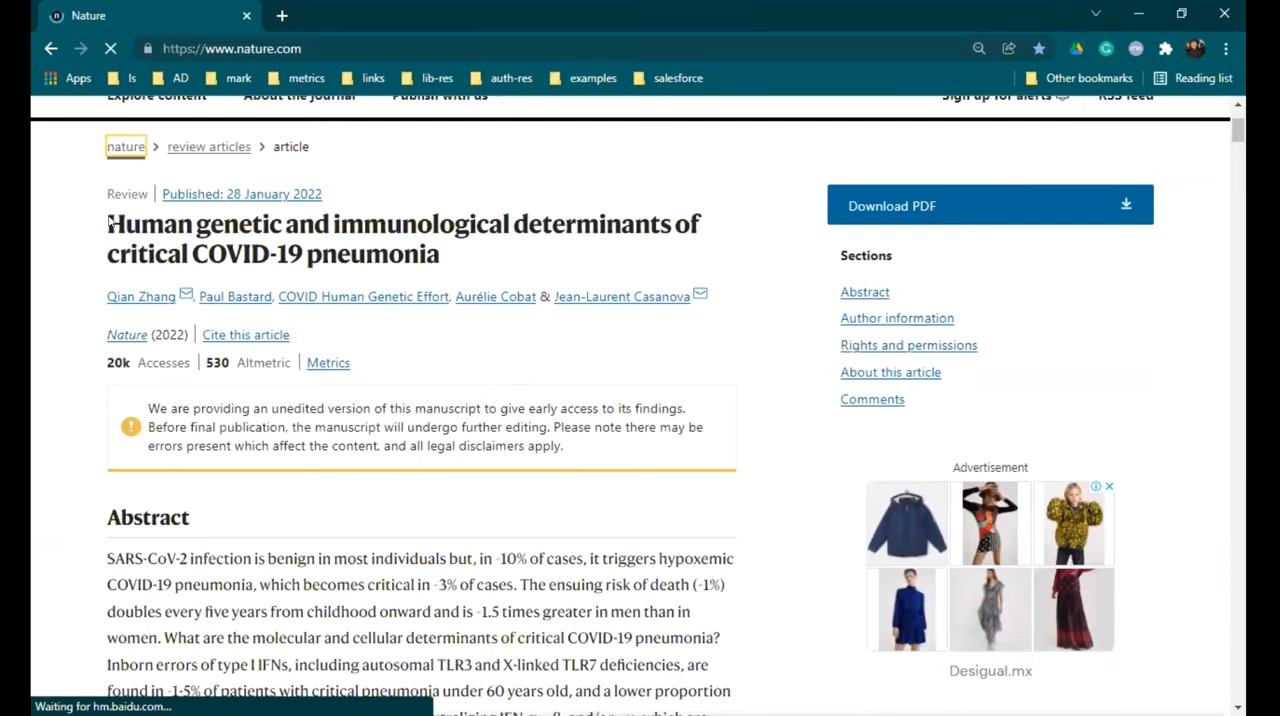 Nature
https://www.nature.com
Apps ls AD mark metrics links lib-res auth-res examples salesforce Other bookmarks Reading list
Explore content About the journal Publish with us Sign up for alerts RSS feed
nature > review articles > article
Review | Published: 28 January 2022
Human genetic and immunological determinants of
critical COVID-19 pneumonia
Qian Zhang, Paul Bastard, COVID Human Genetic Effort, Aurélie Cobat & Jean-Laurent Casanova
Nature (2022) | Cite this article
20k Accesses | 530 Altmetric | Metrics
We are providing an unedited version of this manuscript to give early access to its findings.
Before final publication, the manuscript will undergo further editing. Please note there may be
errors present which affect the content, and all legal disclaimers apply.
Abstract
SARS-CoV-2 infection is benign in most individuals but, in ~10% of cases, it triggers hypoxemic
COVID-19 pneumonia, which becomes critical in ~3% of cases. The ensuing risk of death (~1%)
doubles every five years from childhood onward and is ~1.5 times greater in men than in
women. What are the molecular and cellular determinants of critical COVID-19 pneumonia?
Inborn errors of type I IFNs, including autosomal TLR3 and X-linked TLR7 deficiencies, are
found in ~1-5% of patients with critical pneumonia under 60 years old, and a lower proportion
Download PDF
Sections
Abstract
Author information
Rights and permissions
About this article
Comments
Advertisement
Desigual.mx
Waiting for hm.baidu.com...